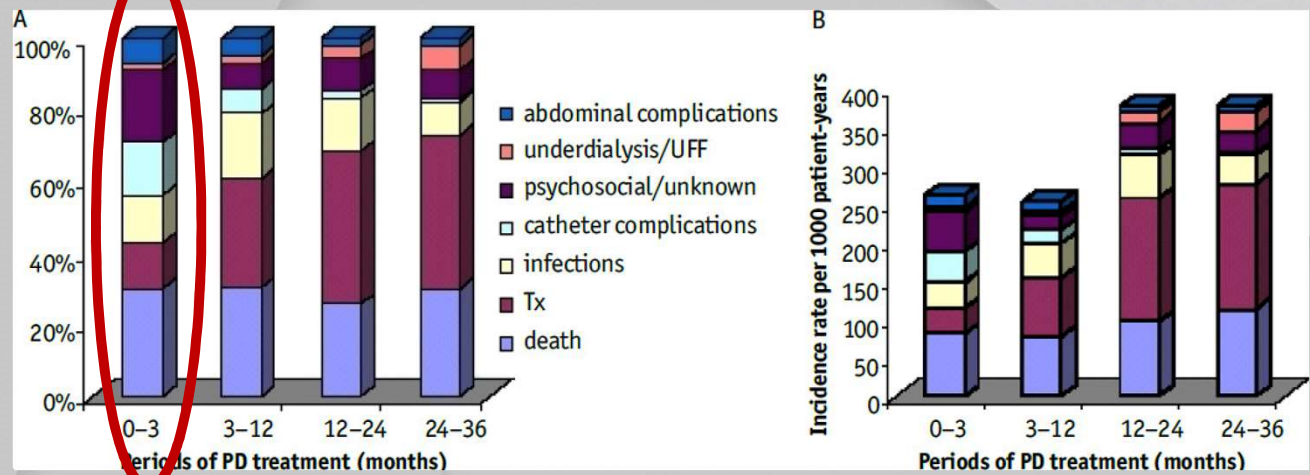 A
100%
80%
60%
40%
20%
0%
0–3
3–12
12–24
24–36
Periods of PD treatment (months)
abdominal complications
underdialysis/UFF
psychosocial/unknown
catheter complications
infections
Tx
death
B
Incidence rate per 1000 patient-years
400
350
300
250
200
150
100
50
0
0–3
3–12
12–24
24–36
Periods of PD treatment (months)